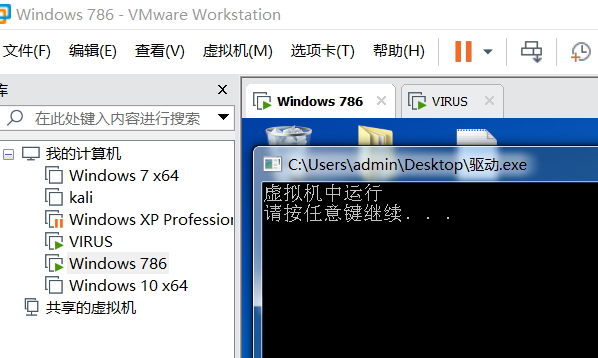 Windows 786 - VMware Workstation
文件(F) 编辑(E) 查看(V) 虚拟机(M) 选项卡(T) 帮助(H)
库
在此处键入内容进行搜索
我的计算机
Windows 7 x64
kali
Windows XP Profession
VIRUS
Windows 786
Windows 10 x64
共享的虚拟机
Windows 786
VIRUS
C:\Users\admin\Desktop\驱动.exe
虚拟机中运行
请按任意键继续. . .